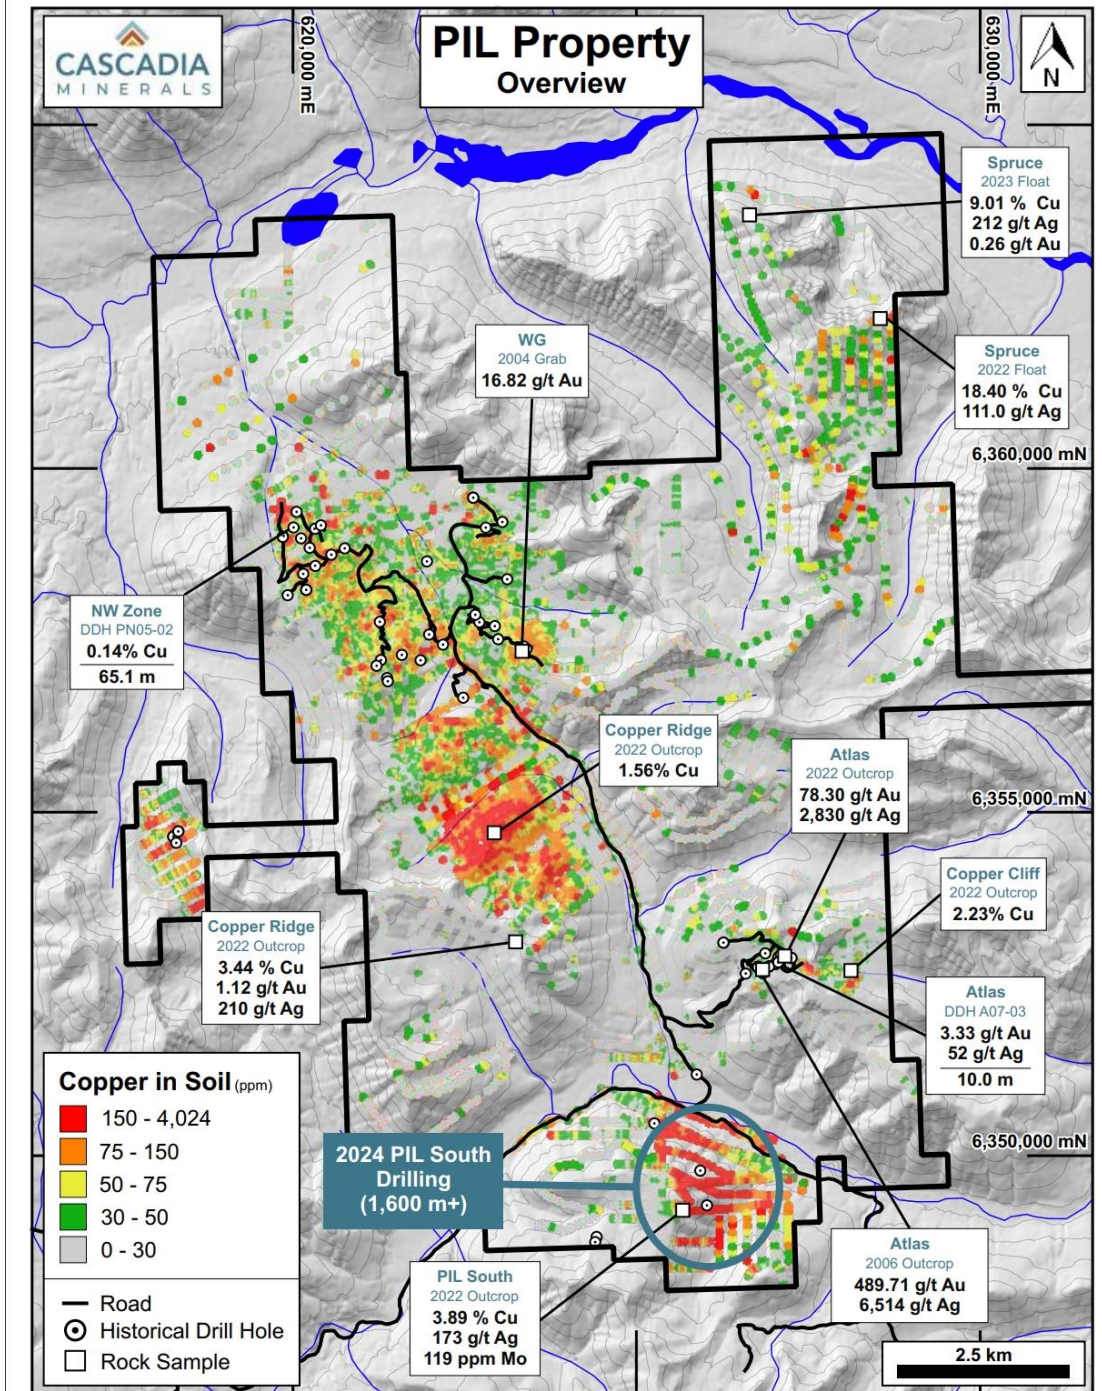 CASCADIA
MINERALS
PIL Property
Overview
620,000 mE
630,000 mE
N
Spruce
2023 Float
9.01 % Cu
212 g/t Ag
0.26 g/t Au
WG
2004 Grab
16.82 g/t Au
Spruce
2022 Float
18.40 % Cu
111.0 g/t Ag
6,360,000 mN
NW Zone
DDH PN05-02
0.14% Cu
65.1 m
Copper Ridge
2022 Outcrop
1.56% Cu
Atlas
2022 Outcrop
78.30 g/t Au
2,830 g/t Ag
6,355,000 mN
Copper Cliff
2022 Outcrop
2.23% Cu
Copper Ridge
2022 Outcrop
3.44 % Cu
1.12 g/t Au
210 g/t Ag
Atlas
DDH A07-03
3.33 g/t Au
52 g/t Ag
10.0 m
Copper in Soil (ppm)
150 - 4,024
75 - 150
50 - 75
30 - 50
0 - 30
Road
Historical Drill Hole
Rock Sample
2024 PIL South
Drilling
(1,600 m+)
6,350,000 mN
PIL South
2022 Outcrop
3.89 % Cu
173 g/t Ag
119 ppm Mo
Atlas
2006 Outcrop
489.71 g/t Au
6,514 g/t Ag
2.5 km